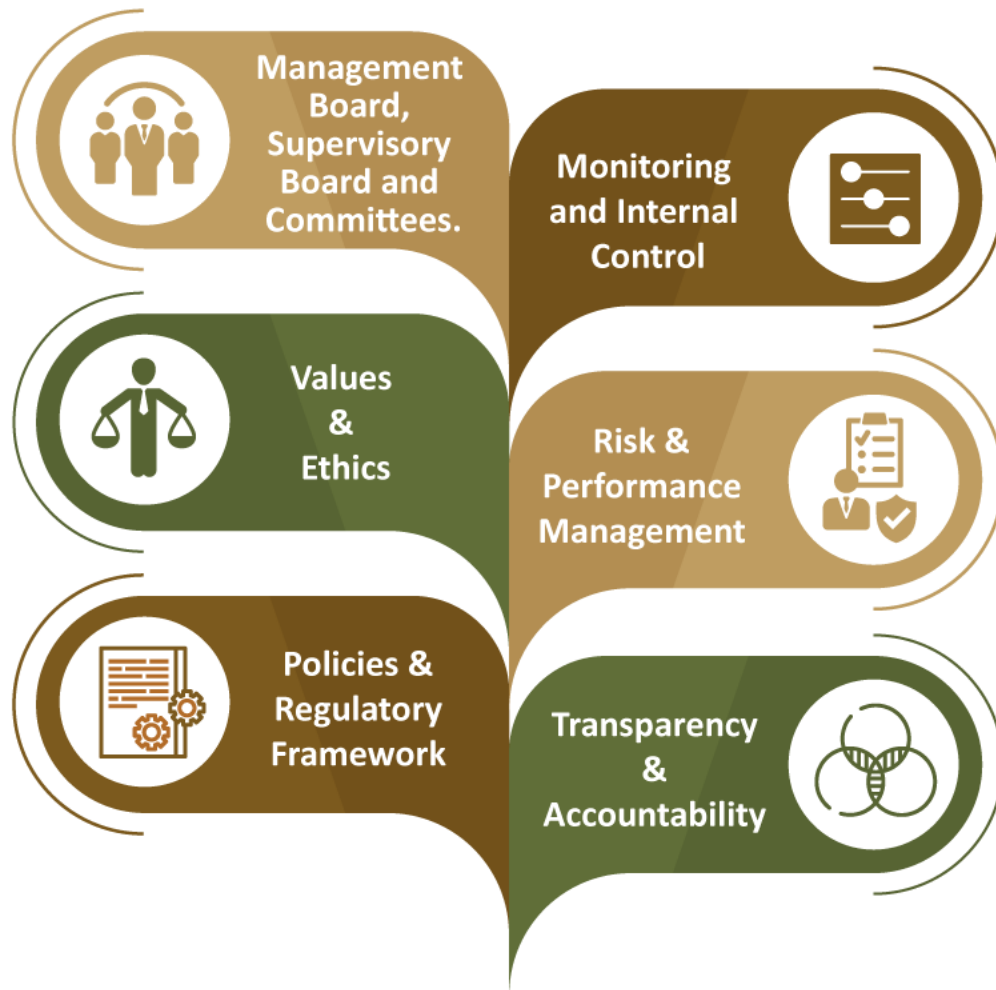 Management
Board,
Supervisory
Board and
Committees.
Monitoring
and Internal
Control
Values
&
Ethics
Risk &
Performance
Management
Policies &
Regulatory
Framework
Transparency
&
Accountability